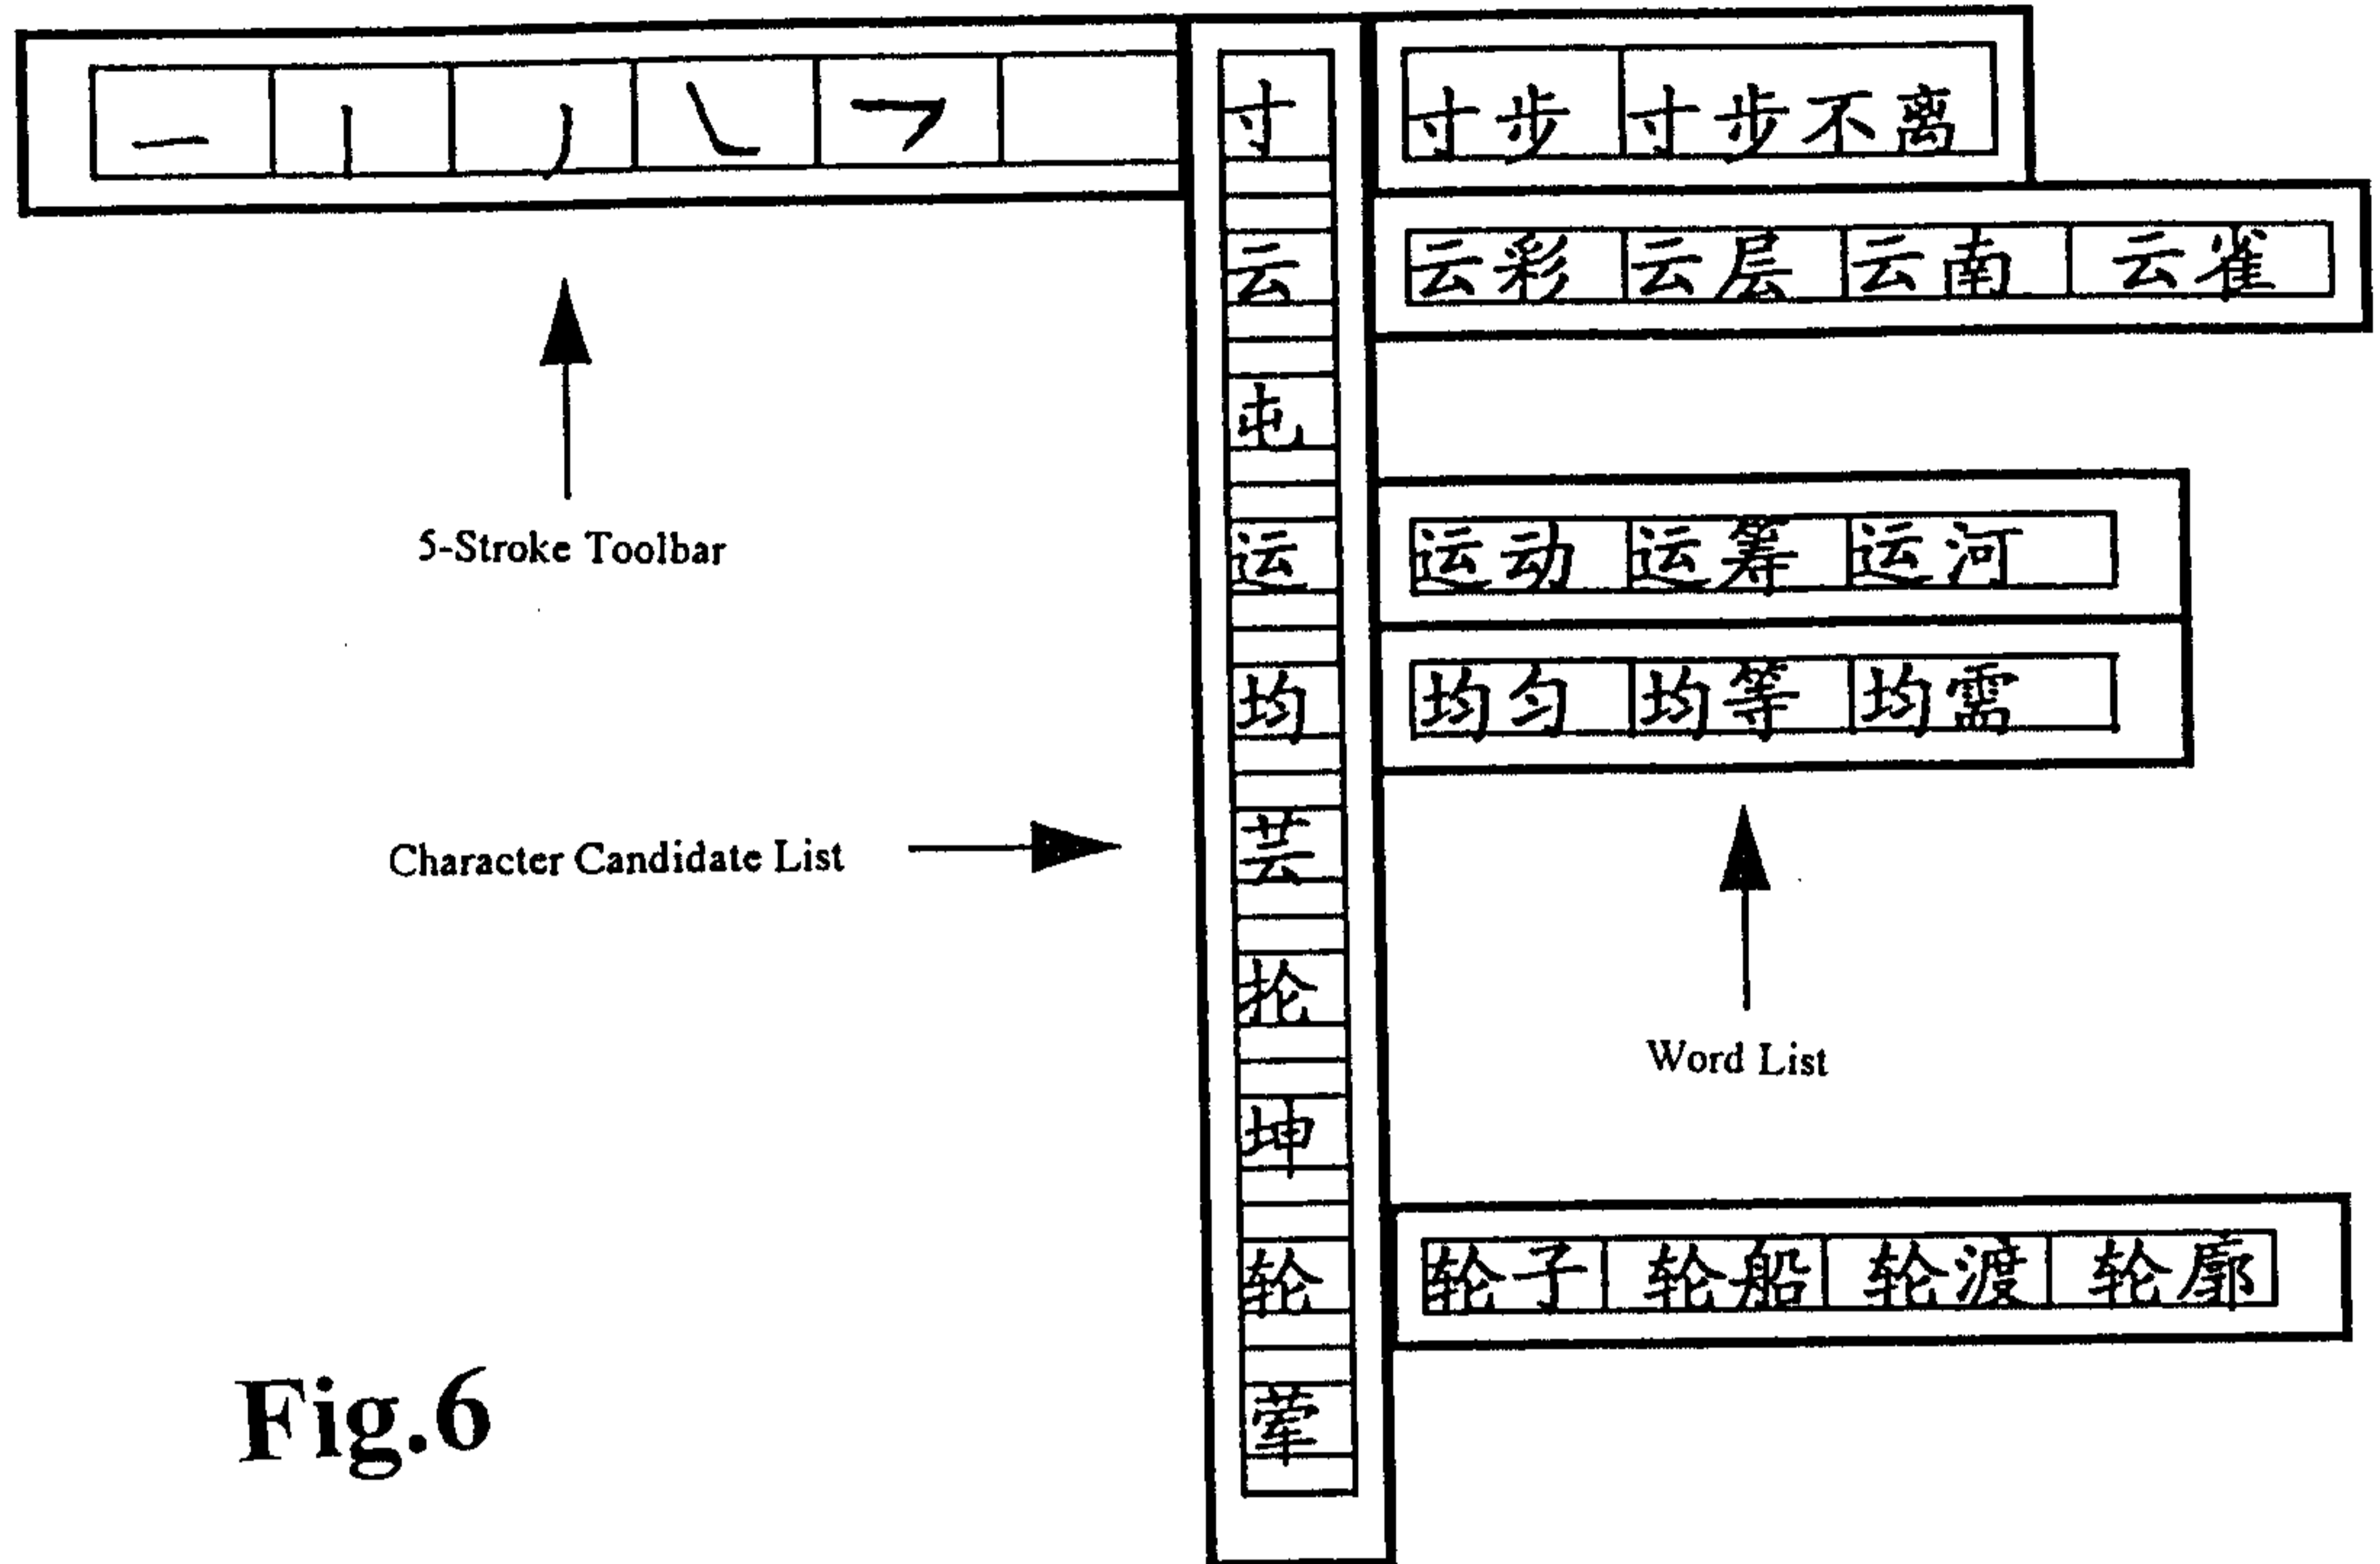 一 丨 丿 ㇏ ㇇
寸 寸步 寸步不离
云 云彩 云层 云南 云雀
屯
5-Stroke Toolbar
运 运动 运筹 运河
均 均匀 均等 均需
芸
Character Candidate List
抡
Word List
坤
轮 轮子 轮船 轮渡 轮廓
荤
Fig.6